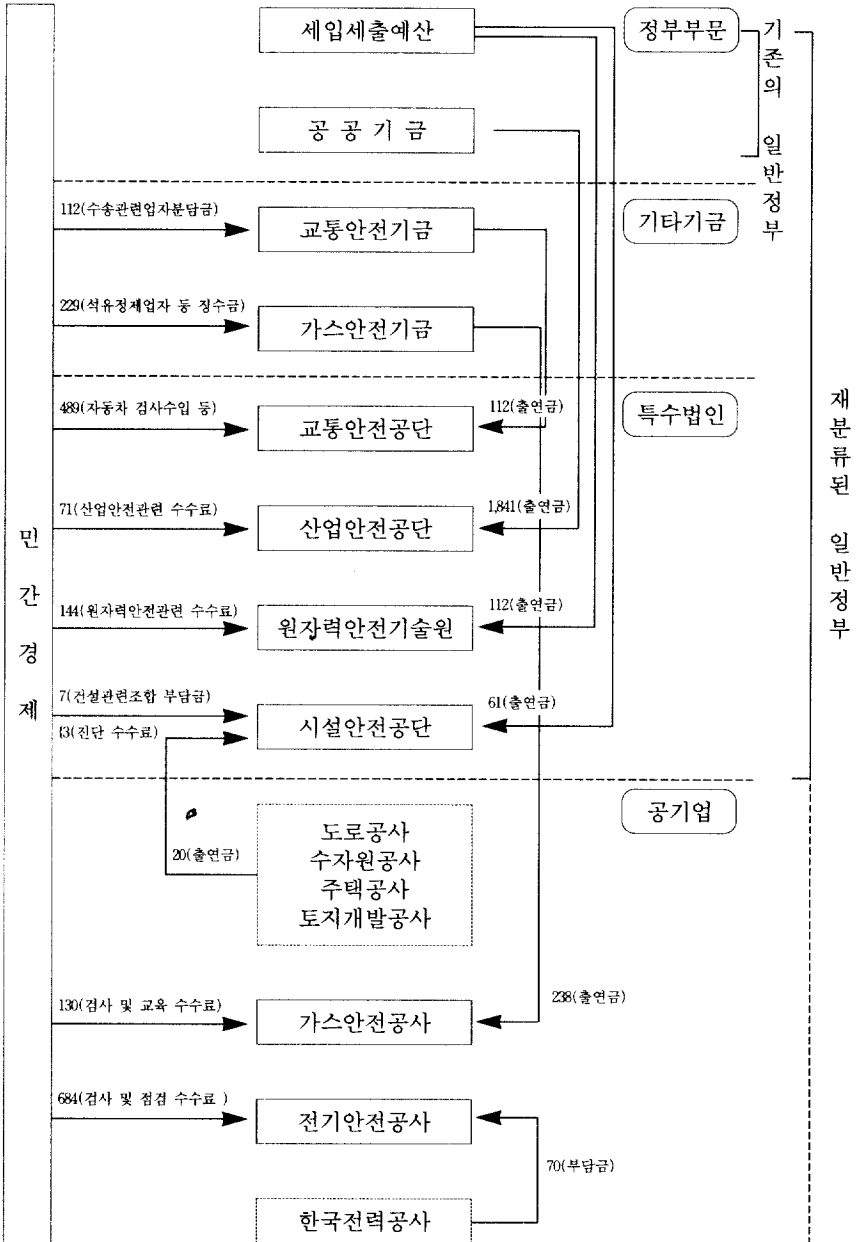 세입세출예산
정부부문
기존의 일반정부
공공기금
112(수송관련업자분담금)
교통안전기금
기타기금
229(석유정제업자 등 징수금)
가스안전기금
489(자동차 검사수입 등)
교통안전공단
112(출연금)
특수법인
재분류된 일반정부
71(산업안전관련 수수료)
산업안전공단
1,841(출연금)
민간경제
144(원자력안전관련 수수료)
원자력안전기술원
112(출연금)
7(건설관련조합 부담금)
시설안전공단
61(출연금)
(진단 수수료)
공기업
도로공사
수자원공사
주택공사
토지개발공사
20(출연금)
130(검사 및 교육 수수료)
가스안전공사
238(출연금)
684(검사 및 점검 수수료 )
전기안전공사
70(부담금)
한국전력공사